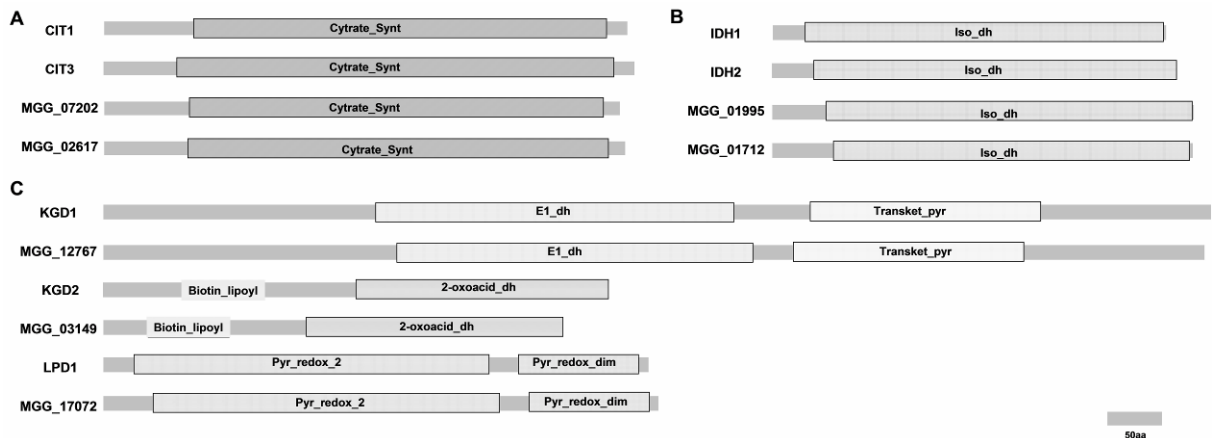 A
CIT1 Cytrate_Synt
CIT3 Cytrate_Synt
MGG_07202 Cytrate_Synt
MGG_02617 Cytrate_Synt
B
IDH1 Iso_dh
IDH2 Iso_dh
MGG_01995 Iso_dh
MGG_01712 Iso_dh
C
KGD1 E1_dh Transket_pyr
MGG_12767 E1_dh Transket_pyr
KGD2 Biotin_lipoyl 2-oxoacid_dh
MGG_03149 Biotin_lipoyl 2-oxoacid_dh
LPD1 Pyr_redox_2 Pyr_redox_dim
MGG_17072 Pyr_redox_2 Pyr_redox_dim
50aa